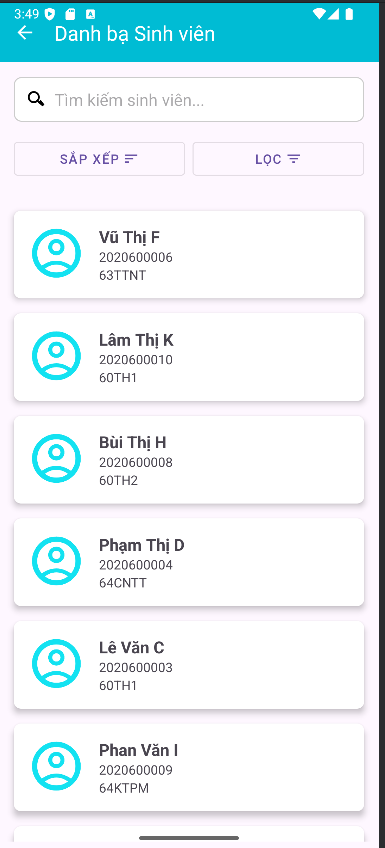 3:49
Danh bạ Sinh viên
Tìm kiếm sinh viên...
SẮP XẾP
LỌC
Vũ Thị F
2020600006
63TTNT
Lâm Thị K
2020600010
60TH1
Bùi Thị H
2020600008
60TH2
Phạm Thị D
2020600004
64CNTT
Lê Văn C
2020600003
60TH1
Phan Văn I
2020600009
64KTPM